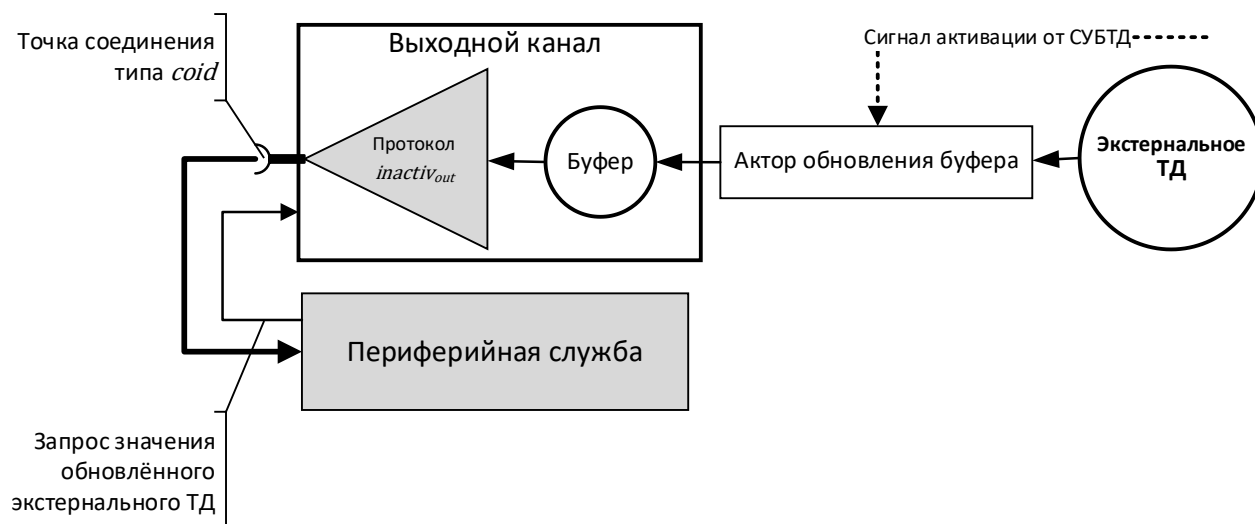 Точка соединения
типа coid
Выходной канал
Сигнал активации от СУБТД
Протокол
inactivout
Буфер
Актор обновления буфера
Экстернальное
ТД
Периферийная служба
Запрос значения
обновлённого
экстернального ТД